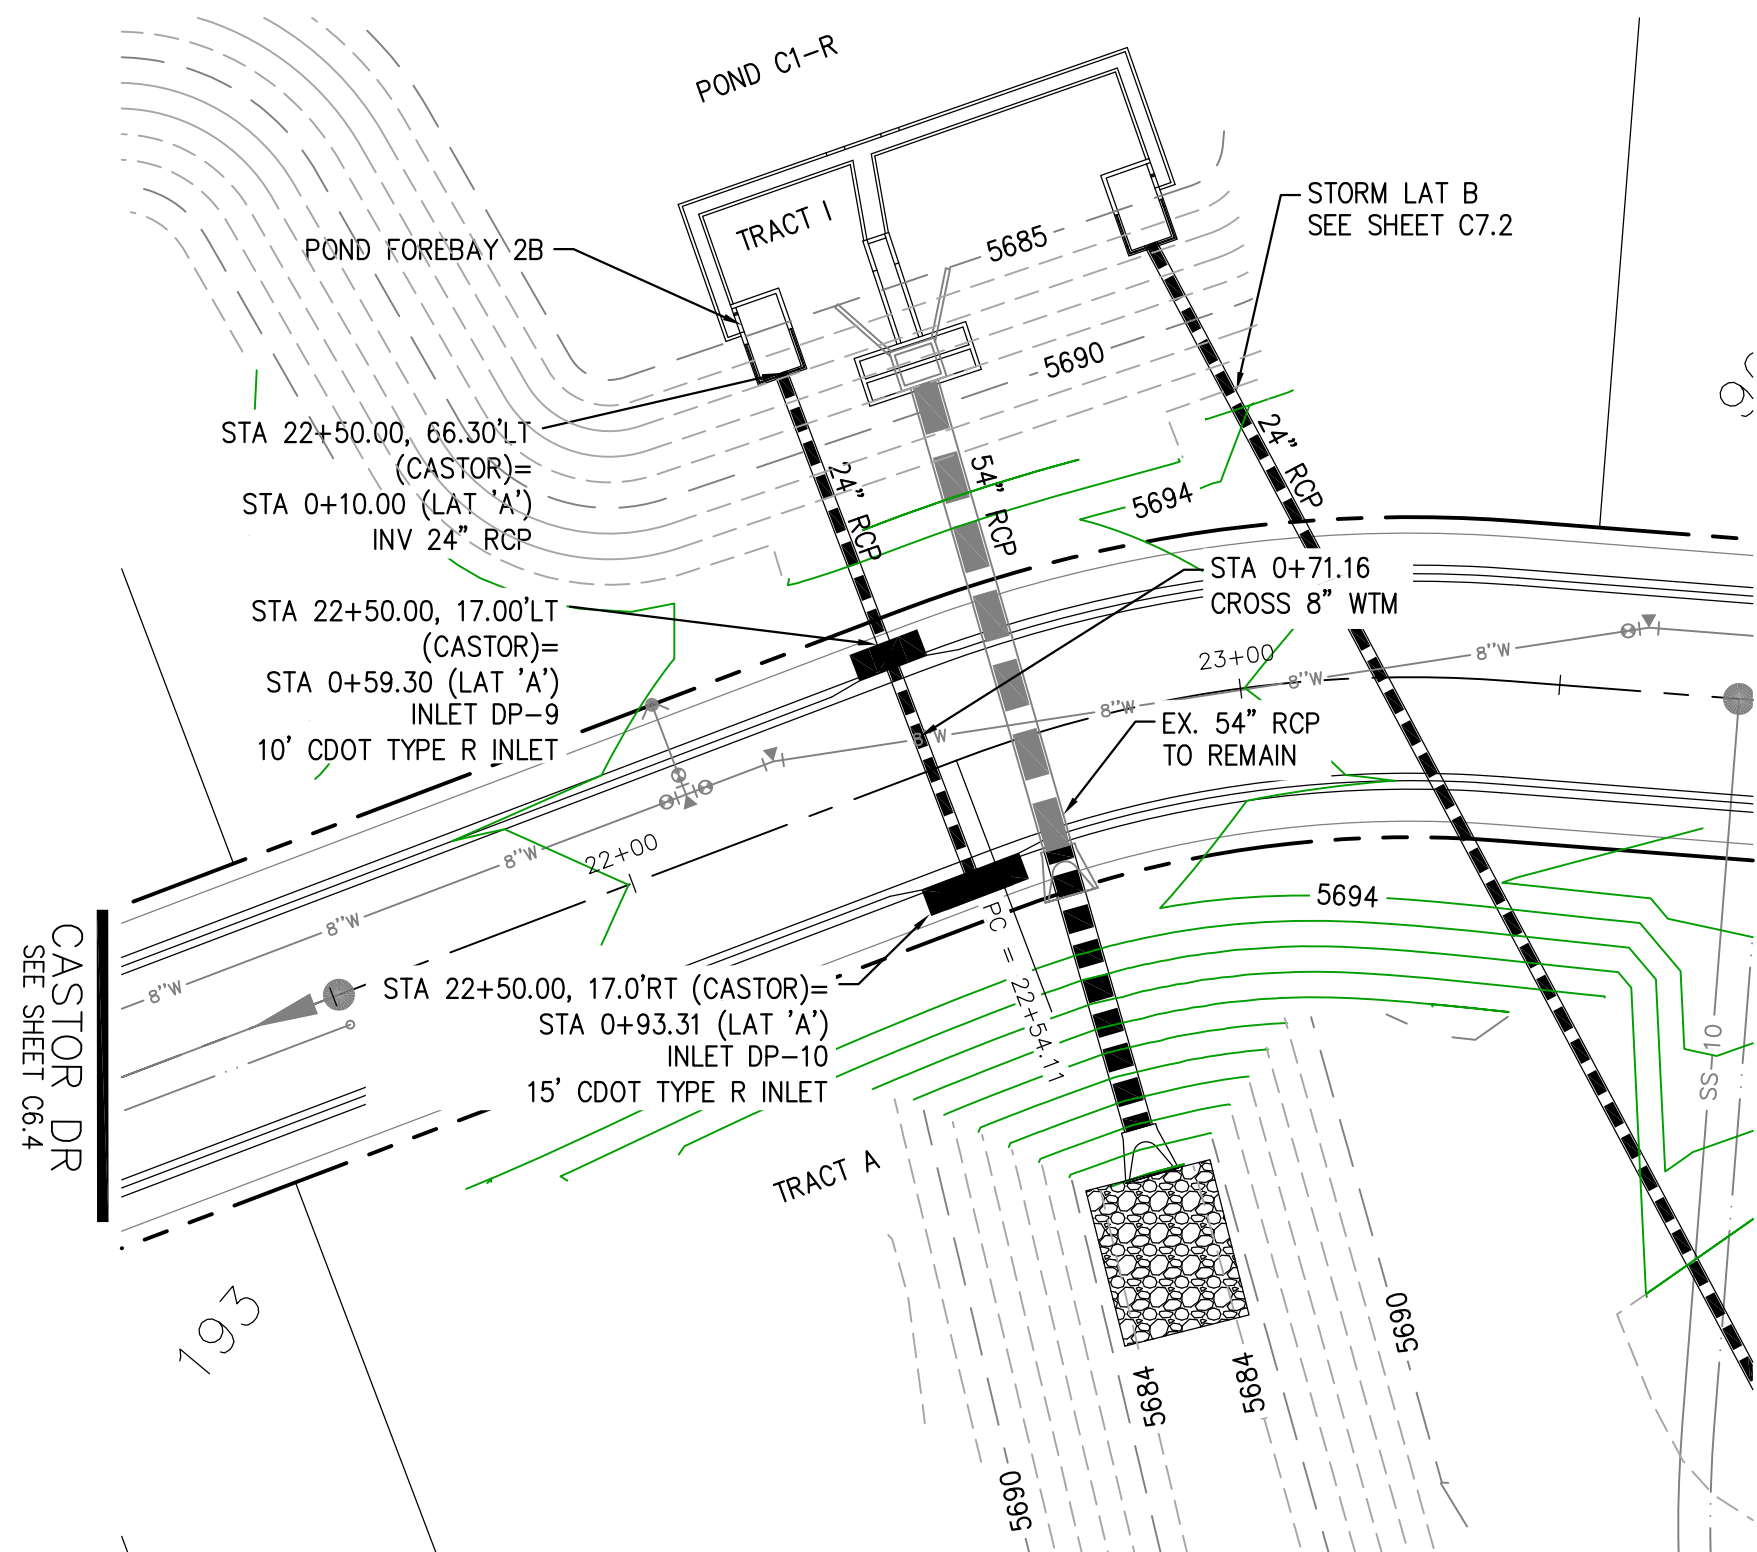 POND C1-R
TRACT I
POND FOREBAY 2B
STORM LAT B
SEE SHEET C7.2
5685
5690
STA 22+50.00, 66.30'LT
(CASTOR)=
STA 0+10.00 (LAT 'A')
INV 24" RCP
24" RCP
54" RCP
24" RCP
5694
STA 22+50.00, 17.00'LT
(CASTOR)=
STA 0+59.30 (LAT 'A')
INLET DP-9
10' CDOT TYPE R INLET
STA 0+71.16
CROSS 8" WTM
23+00
8"W
8"W
8"W
8"W
EX. 54" RCP
TO REMAIN
22+00
8"W
8"W
8"W
5694
PC = 22+54.11
CASTOR DR
SEE SHEET C6.4
STA 22+50.00, 17.0'RT (CASTOR)=
STA 0+93.31 (LAT 'A')
INLET DP-10
15' CDOT TYPE R INLET
SS-10
TRACT A
193
5690
5684
5684
5690